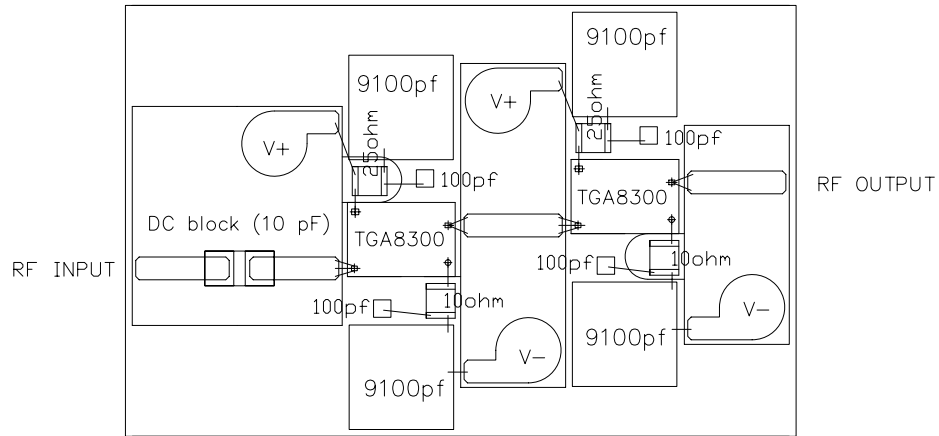 9100pf
9100pf
V+
25ohm
100pf
V+
25ohm
100pf
TGA8300
RF OUTPUT
DC block (10 pF)
TGA8300
RF INPUT
100pf
10ohm
100pf
10ohm
V-
9100pf
V-
9100pf